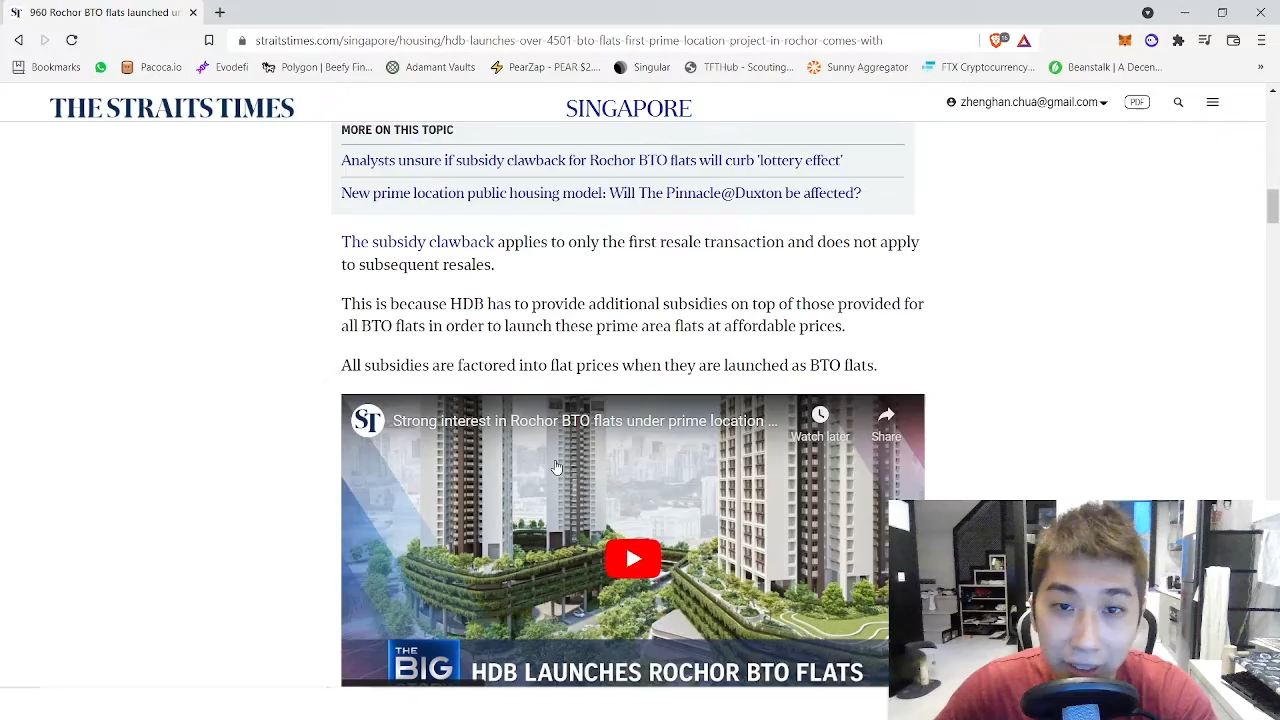 960 Rochor BTO flats launched ur
straitstimes.com/singapore/housing/hdb-launches-over-4501-bto-flats-first-prime-location-project-in-rochor-comes-with
Bookmarks Pacoca.io Evodefi Polygon | Beefy Fin... Adamant Vaults PearZap - PEAR $2.... Singular TFTHub - Scouting... Sunny Aggregator FTX Cryptocurrency... Beanstalk | A Decen... »
THE STRAITS TIMES
SINGAPORE
zhenghan.chua@gmail.com
PDF
MORE ON THIS TOPIC
Analysts unsure if subsidy clawback for Rochor BTO flats will curb 'lottery effect'
New prime location public housing model: Will The Pinnacle@Duxton be affected?
The subsidy clawback applies to only the first resale transaction and does not apply
to subsequent resales.
This is because HDB has to provide additional subsidies on top of those provided for
all BTO flats in order to launch these prime area flats at affordable prices.
All subsidies are factored into flat prices when they are launched as BTO flats.
ST
Strong interest in Rochor BTO flats under prime location ...
Watch later
Share
THE
BIG
HDB LAUNCHES ROCHOR BTO FLATS